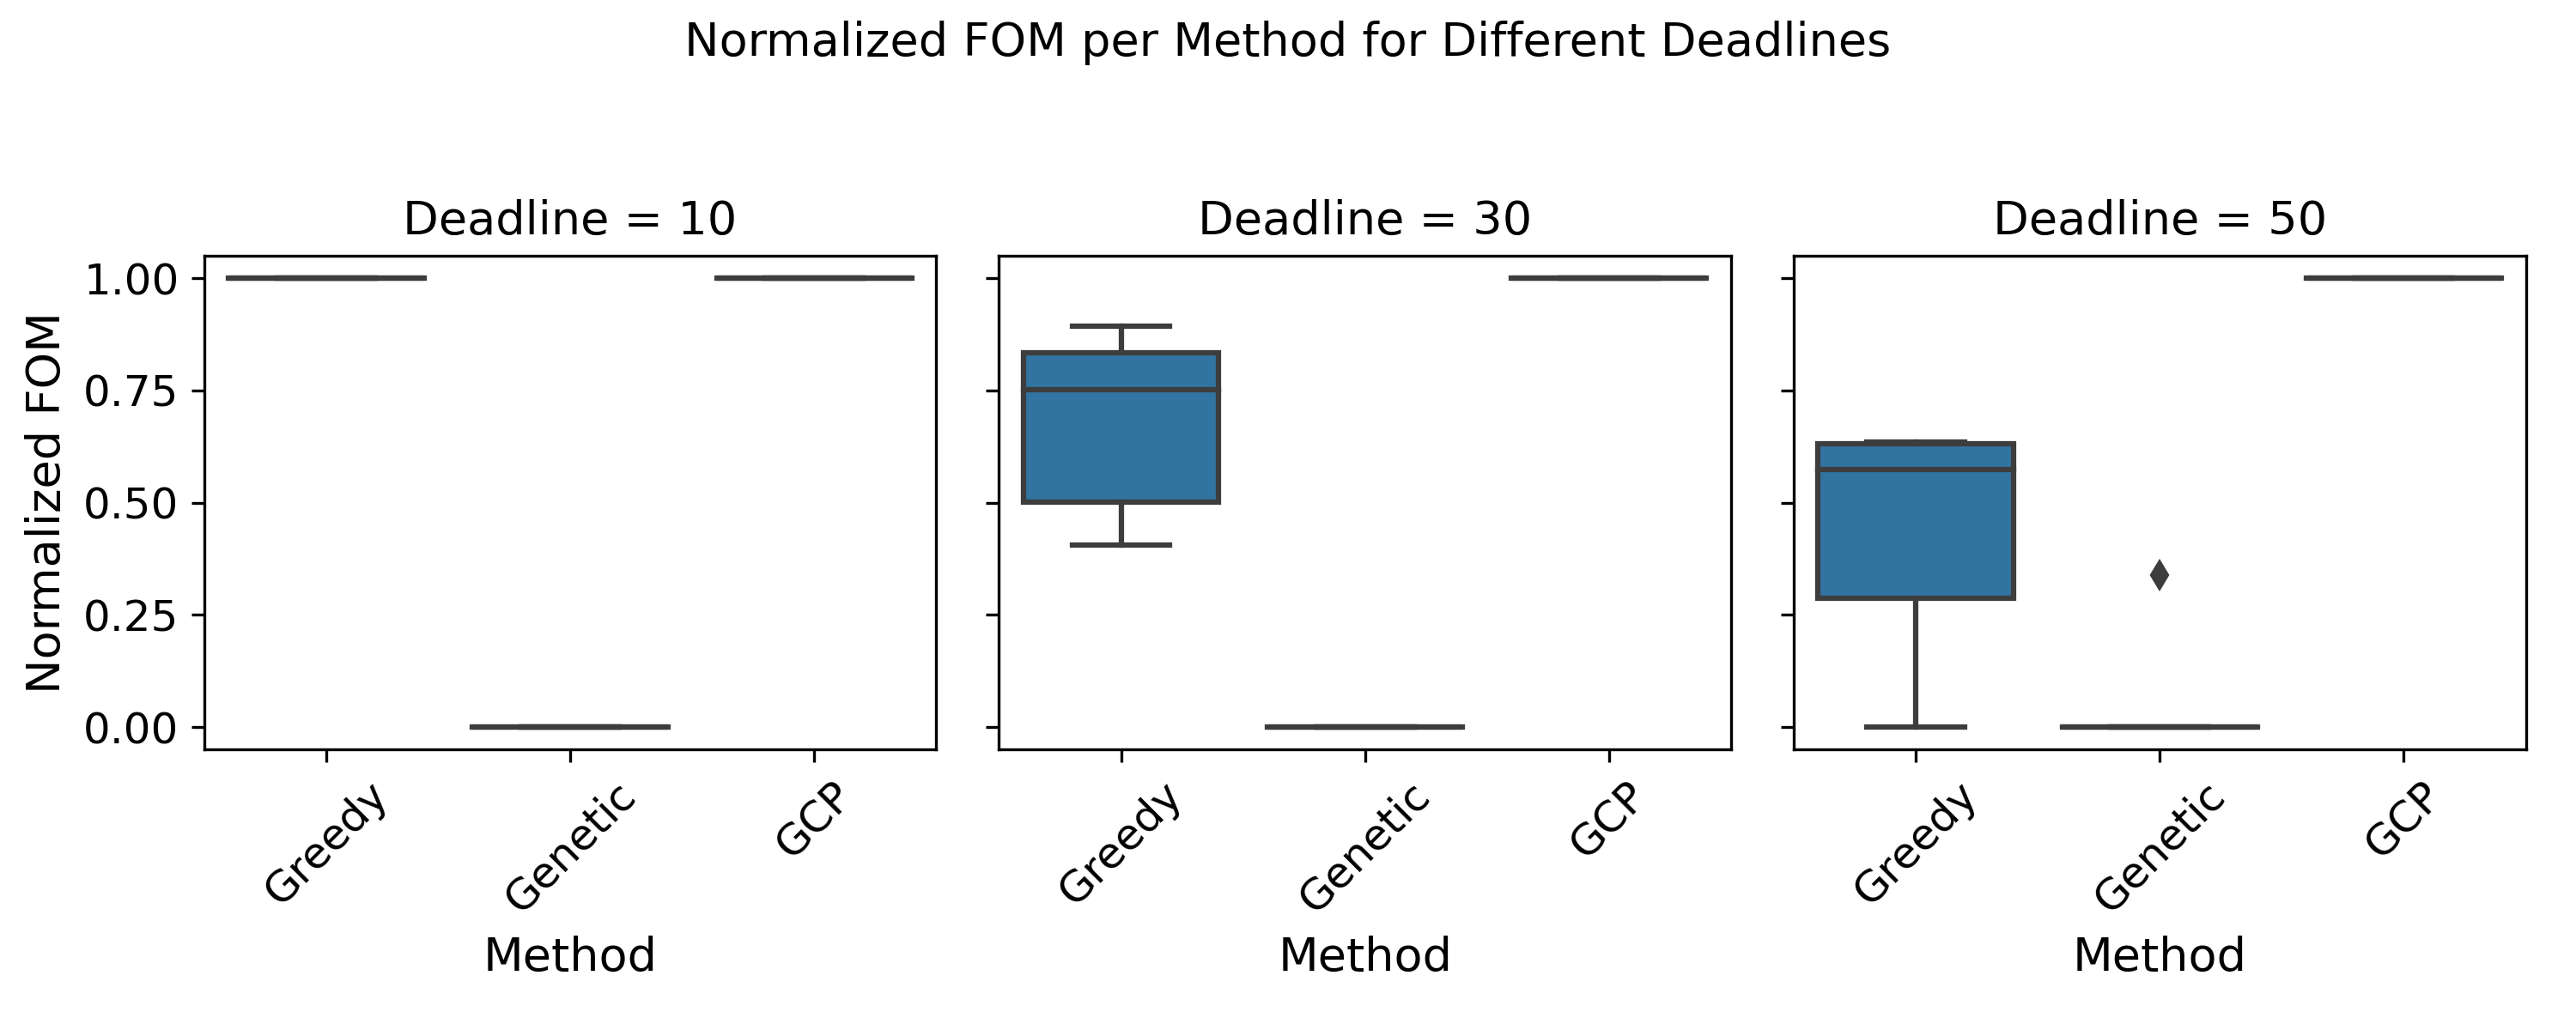 Normalized FOM per Method for Different Deadlines
Deadline = 10
Deadline = 30
Deadline = 50
Normalized FOM
1.00
0.75
0.50
0.25
0.00
Greedy
Genetic
GCP
Greedy
Genetic
GCP
Greedy
Genetic
GCP
Method
Method
Method